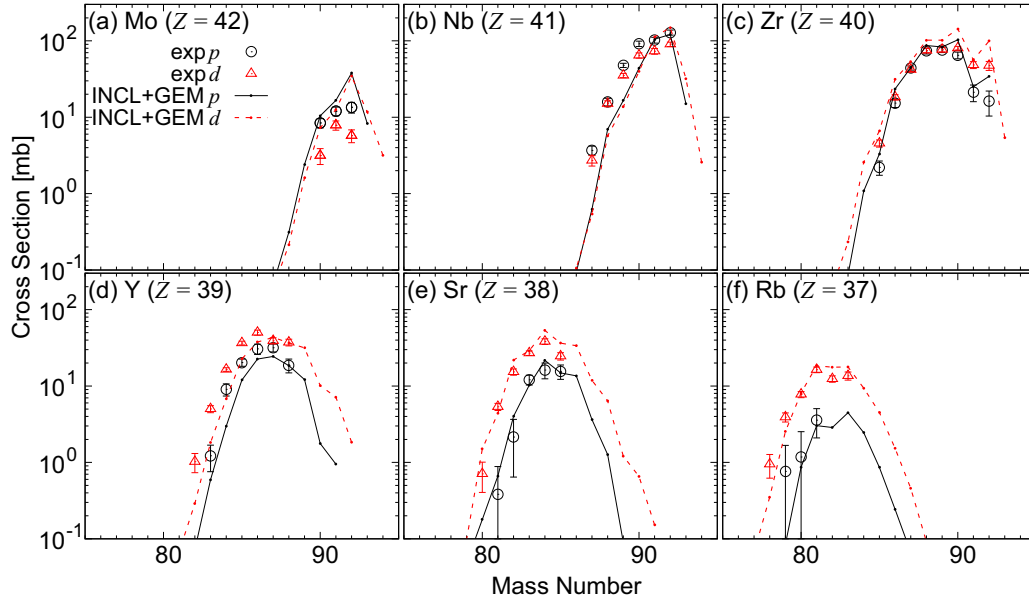 (a) Mo (Z = 42)
exp p
exp d
INCL+GEM p
INCL+GEM d
(b) Nb (Z = 41)
(c) Zr (Z = 40)
10^2
10^1
10^0
10^-1
(d) Y (Z = 39)
(e) Sr (Z = 38)
(f) Rb (Z = 37)
10^2
10^1
10^0
10^-1
Cross Section [mb]
80 90 80 90 80 90
Mass Number